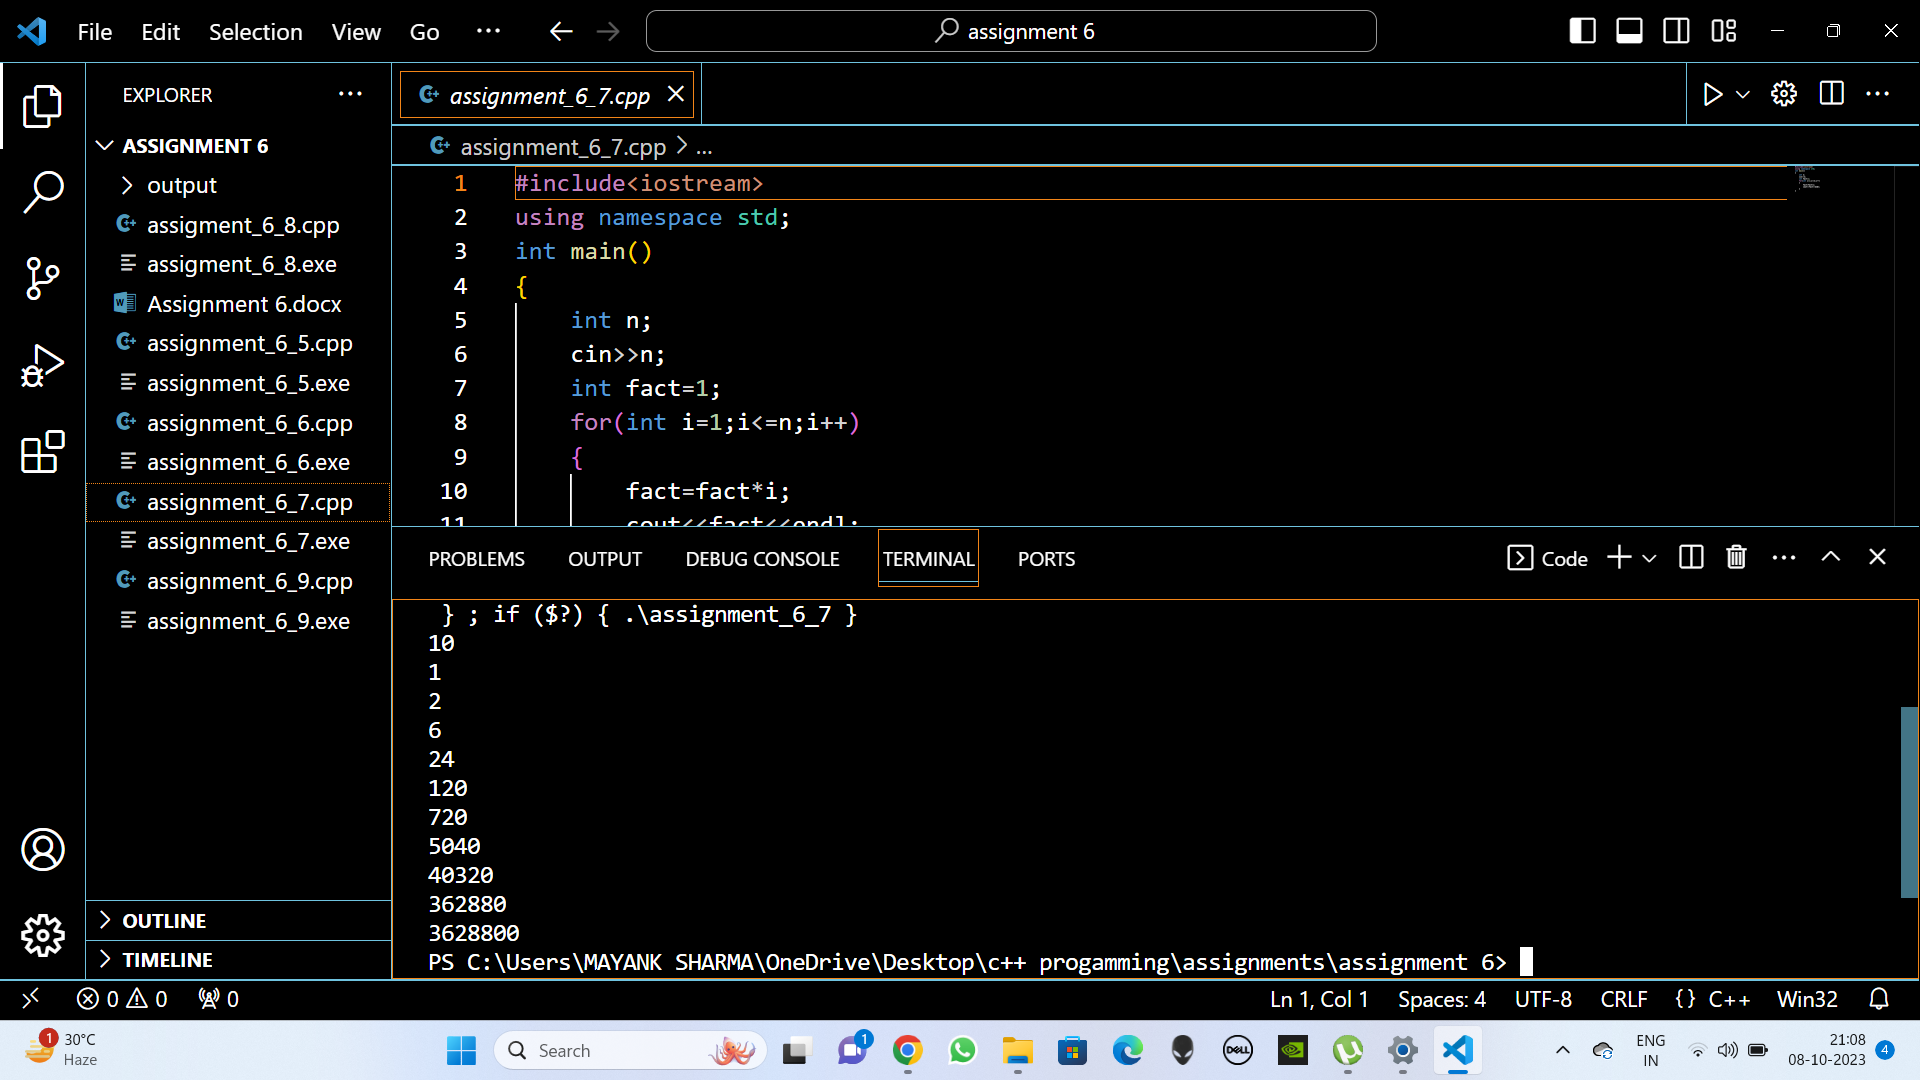 File Edit Selection View Go ···
assignment 6
EXPLORER ···
ASSIGNMENT 6
output
assigment_6_8.cpp
assigment_6_8.exe
Assignment 6.docx
assignment_6_5.cpp
assignment_6_5.exe
assignment_6_6.cpp
assignment_6_6.exe
assignment_6_7.cpp
assignment_6_7.exe
assignment_6_9.cpp
assignment_6_9.exe
OUTLINE
TIMELINE
assignment_6_7.cpp
assignment_6_7.cpp > ...
1 #include<iostream>
2 using namespace std;
3 int main()
4 {
5 int n;
6 cin>>n;
7 int fact=1;
8 for(int i=1;i<=n;i++)
9 {
10 fact=fact*i;
11 cout<<fact<<endl;
PROBLEMS OUTPUT DEBUG CONSOLE TERMINAL PORTS
Code
} ; if ($?) { .\assignment_6_7 }
10
1
2
6
24
120
720
5040
40320
362880
3628800
PS C:\Users\MAYANK SHARMA\OneDrive\Desktop\c++ progamming\assignments\assignment 6>
0 0 0
Ln 1, Col 1 Spaces: 4 UTF-8 CRLF {} C++ Win32
1
30°C
Haze
Search
1
DELL
ENG
IN
21:08
08-10-2023
4